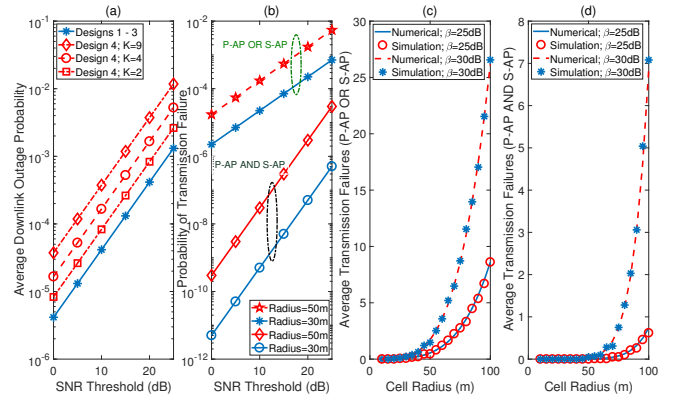 (a)
Average Downlink Outage Probability
10^-1
10^-2
10^-3
10^-4
10^-5
10^-6
Designs 1 - 3
Design 4; K=9
Design 4; K=4
Design 4; K=2
0
10
20
SNR Threshold (dB)
(b)
Probability of Transmission Failure
10^-2
10^-4
10^-6
10^-8
10^-10
10^-12
P-AP OR S-AP
P-AP AND S-AP
Radius=50m
Radius=30m
Radius=50m
Radius=30m
0
10
20
SNR Threshold (dB)
(c)
Average Transmission Failures (P-AP OR S-AP)
30
25
20
15
10
5
0
Numerical; β=25dB
Simulation; β=25dB
Numerical; β=30dB
Simulation; β=30dB
0
50
100
Cell Radius (m)
(d)
Average Transmission Failures (P-AP AND S-AP)
8
7
6
5
4
3
2
1
0
Numerical; β=25dB
Simulation; β=25dB
Numerical; β=30dB
Simulation; β=30dB
0
50
100
Cell Radius (m)